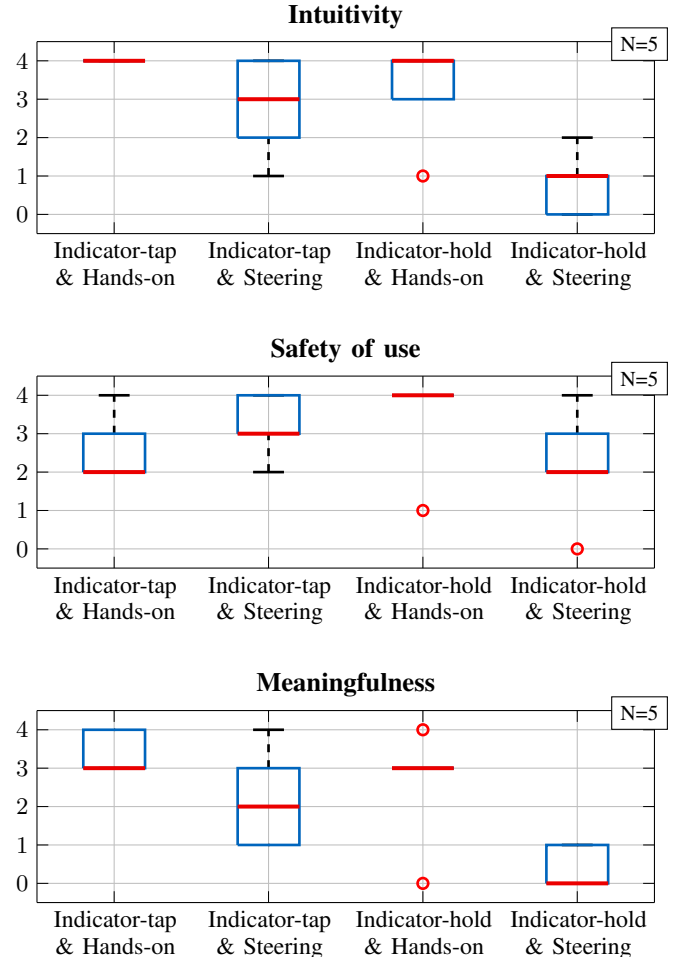 Intuitivity
N=5
4
3
2
1
0
Indicator-tap Indicator-tap Indicator-hold Indicator-hold
& Hands-on & Steering & Hands-on & Steering
Safety of use
N=5
4
3
2
1
0
Indicator-tap Indicator-tap Indicator-hold Indicator-hold
& Hands-on & Steering & Hands-on & Steering
Meaningfulness
N=5
4
3
2
1
0
Indicator-tap Indicator-tap Indicator-hold Indicator-hold
& Hands-on & Steering & Hands-on & Steering